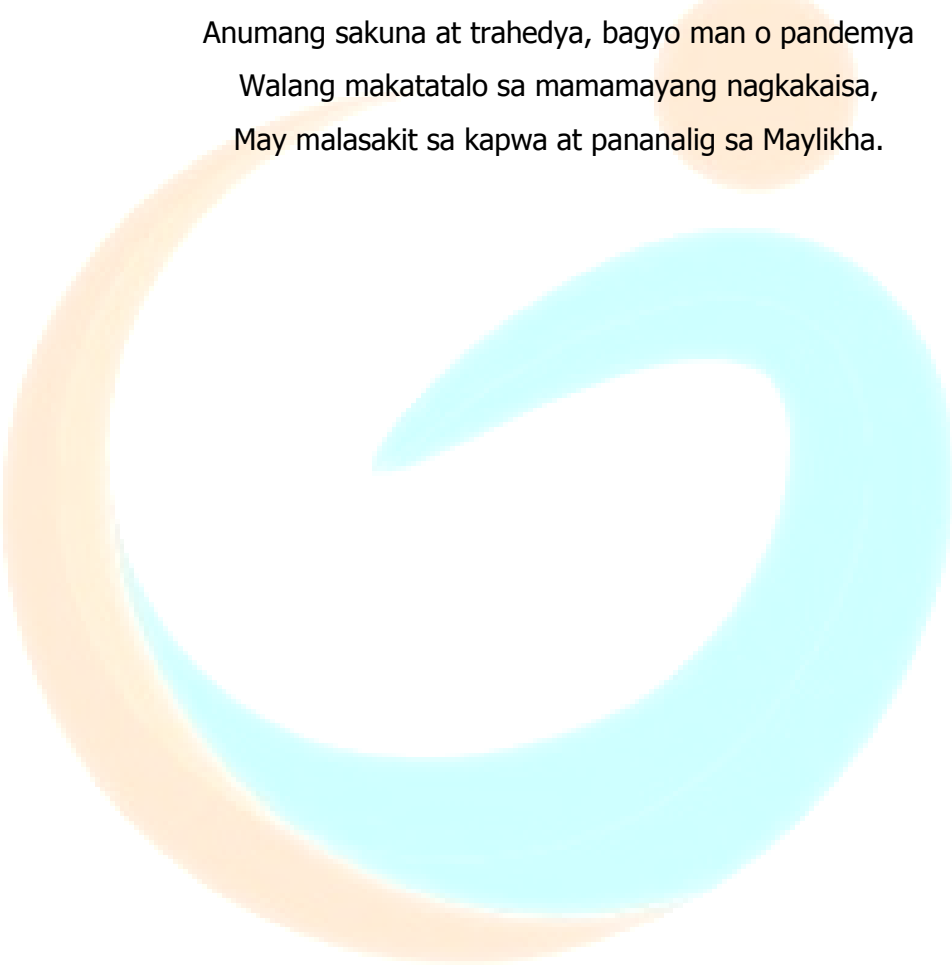 Anumang sakuna at trahedya, bagyo man o pandemya
Walang makatatalo sa mamamayang nagkakaisa,
May malasakit sa kapwa at pananalig sa Maylikha.